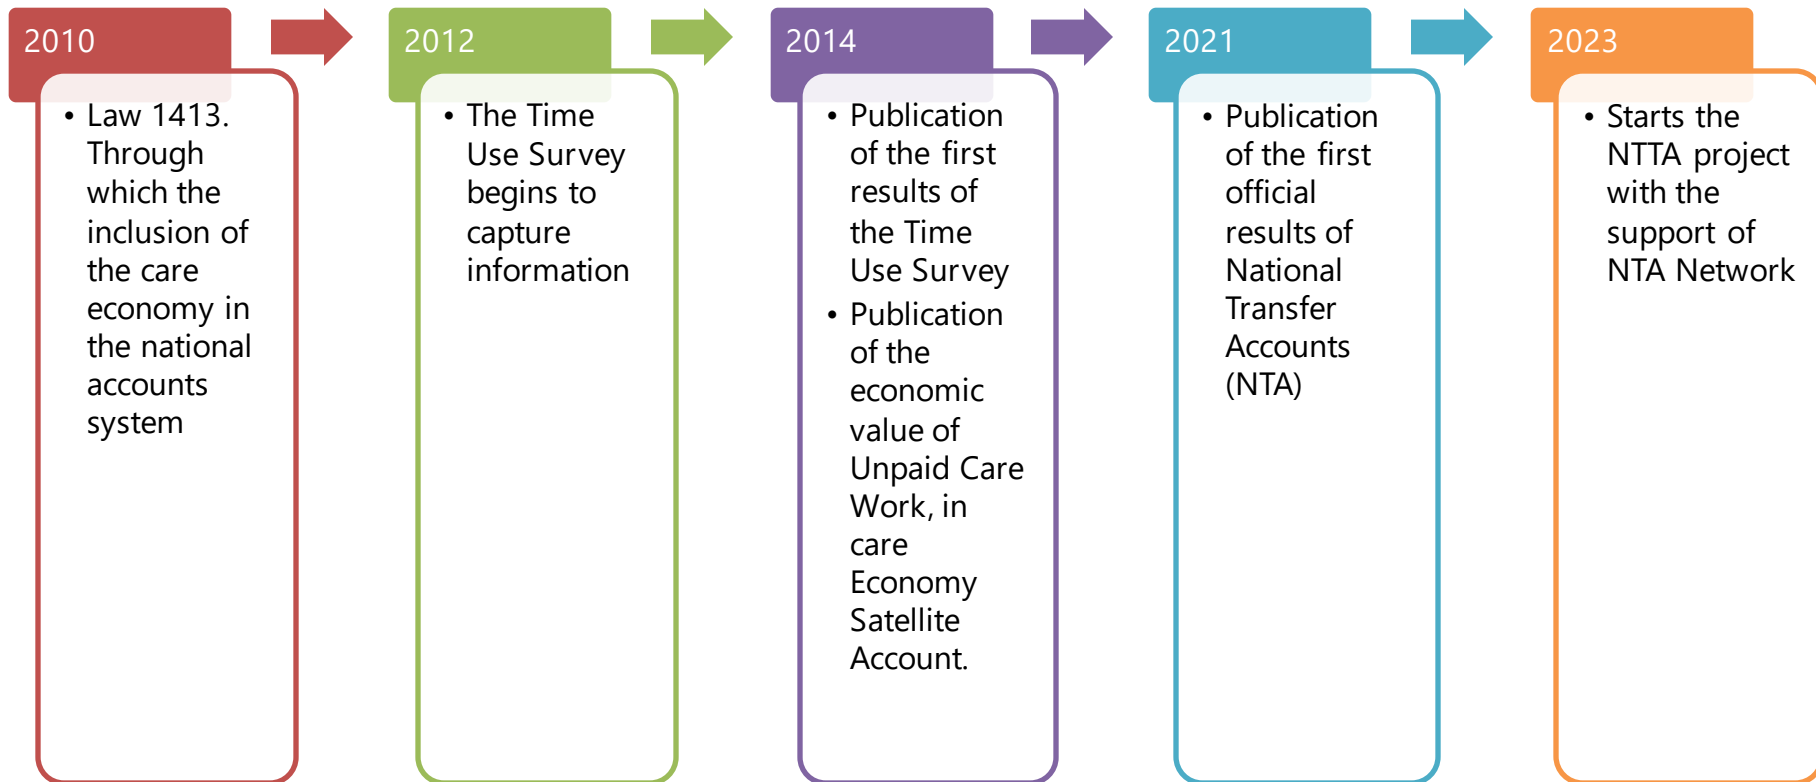 2010
• Law 1413.
Through
which the
inclusion of
the care
economy in
the national
accounts
system
2012
• The Time
Use Survey
begins to
capture
information
2014
• Publication
of the first
results of
the Time
Use Survey
• Publication
of the
economic
value of
Unpaid Care
Work, in
care
Economy
Satellite
Account.
2021
• Publication
of the first
official
results of
National
Transfer
Accounts
(NTA)
2023
• Starts the
NTTA project
with the
support of
NTA Network